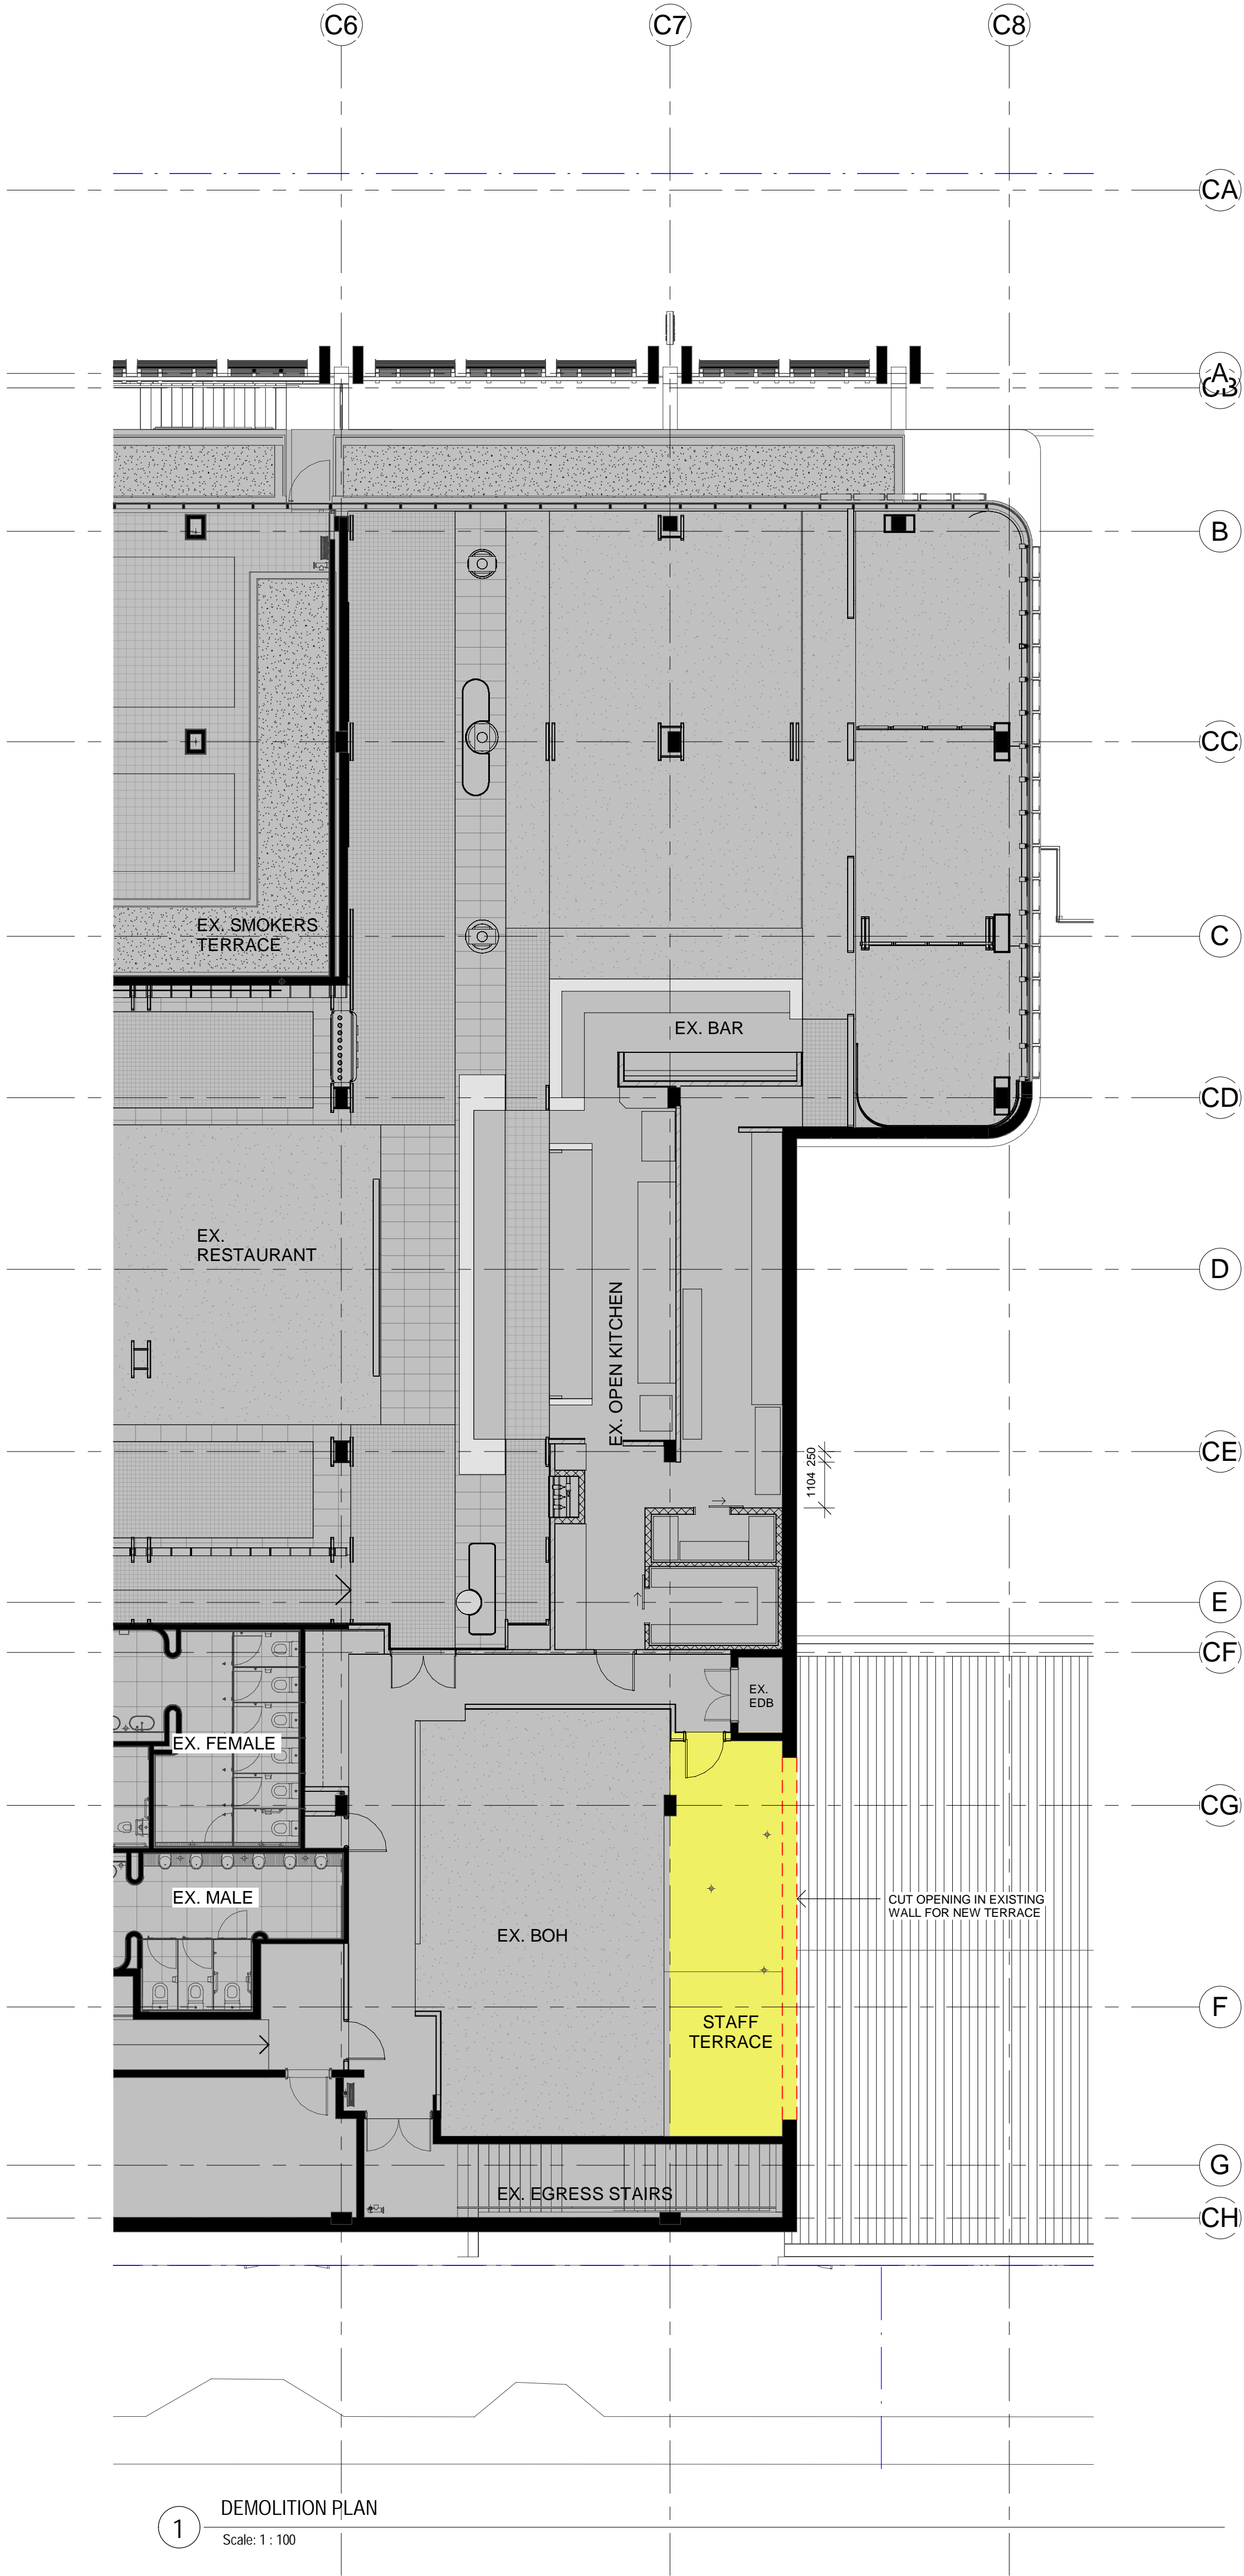 C6
C7
C8
CA
A
CB
B
CC
EX. SMOKERS
TERRACE
C
EX. BAR
CD
EX.
RESTAURANT
D
EX. OPEN KITCHEN
CE
1104 250
E
CF
EX.
EDB
EX. FEMALE
CG
EX. MALE
CUT OPENING IN EXISTING
WALL FOR NEW TERRACE
EX. BOH
F
STAFF
TERRACE
G
EX. EGRESS STAIRS
CH
1
DEMOLITION PLAN
Scale: 1 : 100